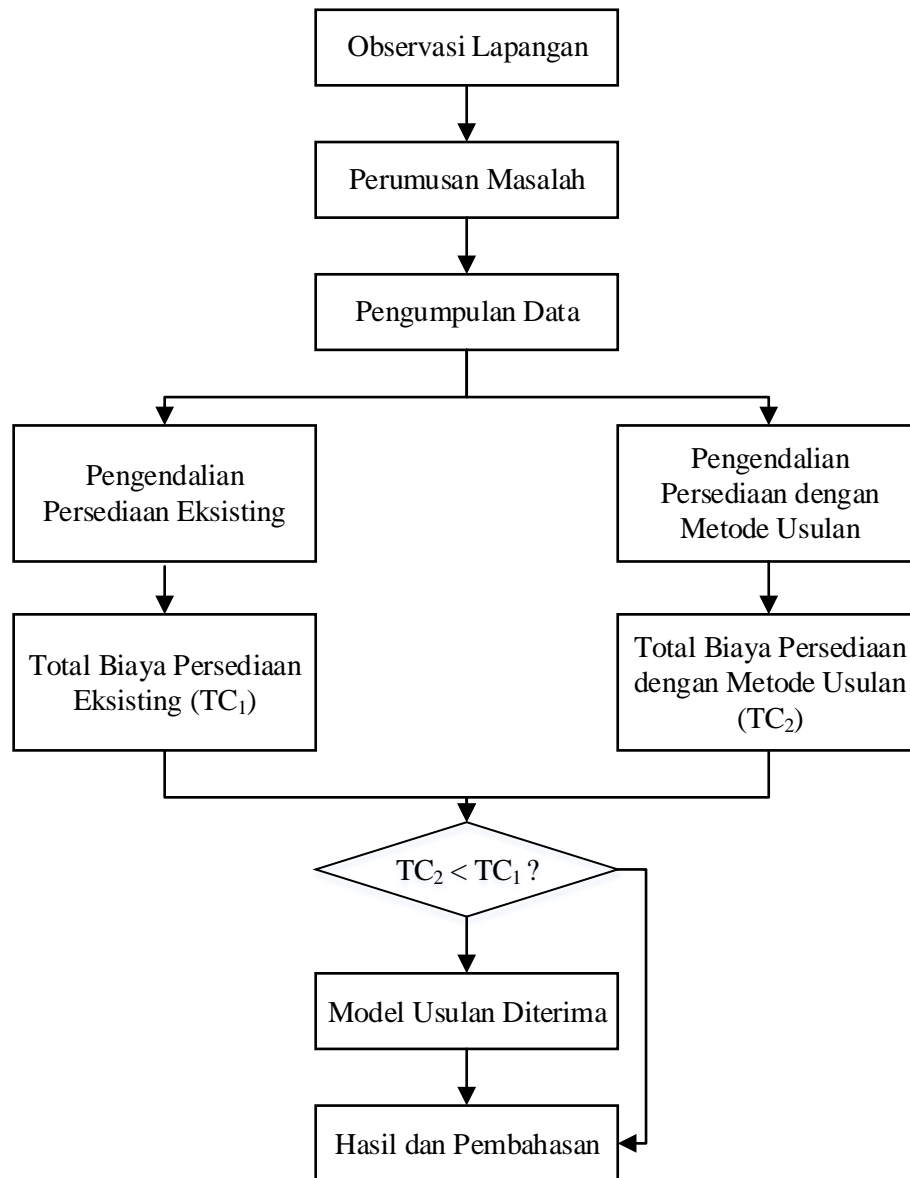 Observasi Lapangan
Perumusan Masalah
Pengumpulan Data
Pengendalian
Persediaan Eksisting
Pengendalian
Persediaan dengan
Metode Usulan
Total Biaya Persediaan
Eksisting (TC₁)
Total Biaya Persediaan
dengan Metode Usulan
(TC₂)
TC₂ < TC₁ ?
Model Usulan Diterima
Hasil dan Pembahasan